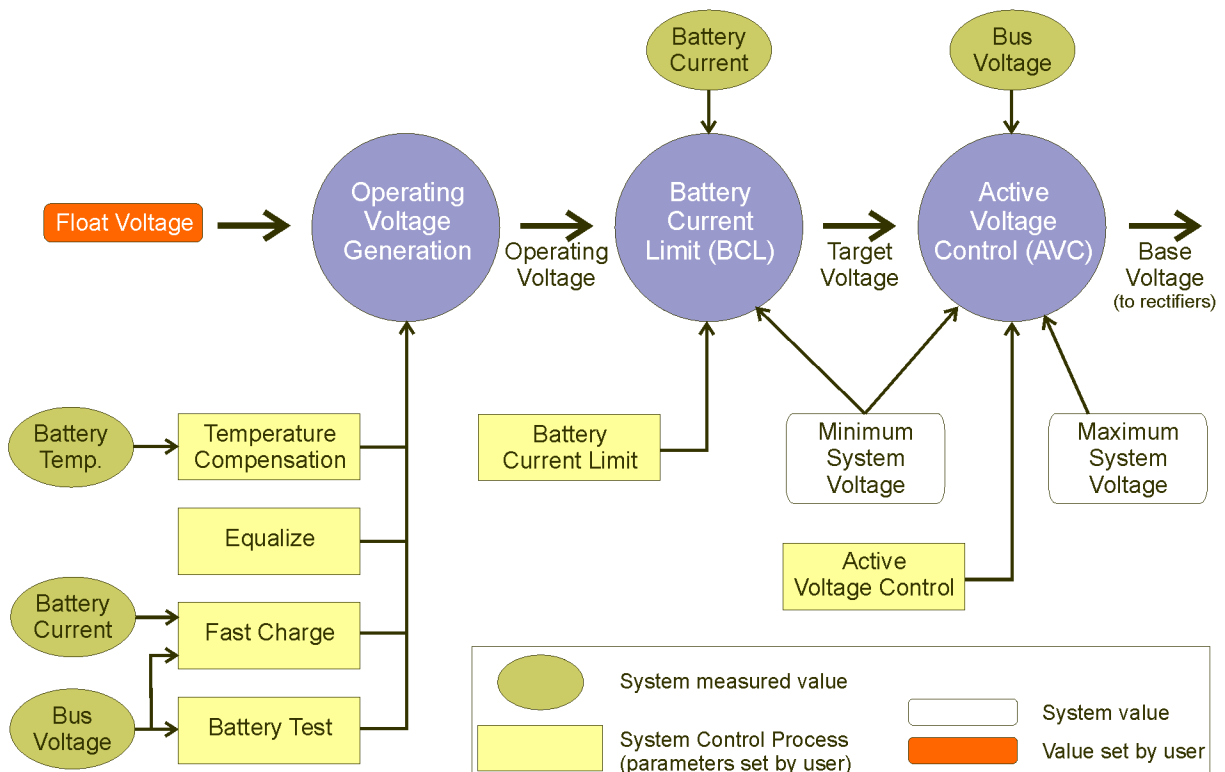 Battery
Current
Bus
Voltage
Float Voltage
Operating
Voltage
Generation
Operating
Voltage
Battery
Current
Limit (BCL)
Target
Voltage
Active
Voltage
Control (AVC)
Base
Voltage
(to rectifiers)
Battery
Temp.
Temperature
Compensation
Battery
Current Limit
Minimum
System
Voltage
Maximum
System
Voltage
Equalize
Active
Voltage Control
Battery
Current
Fast Charge
Bus
Voltage
Battery Test
System measured value
System Control Process
(parameters set by user)
System value
Value set by user